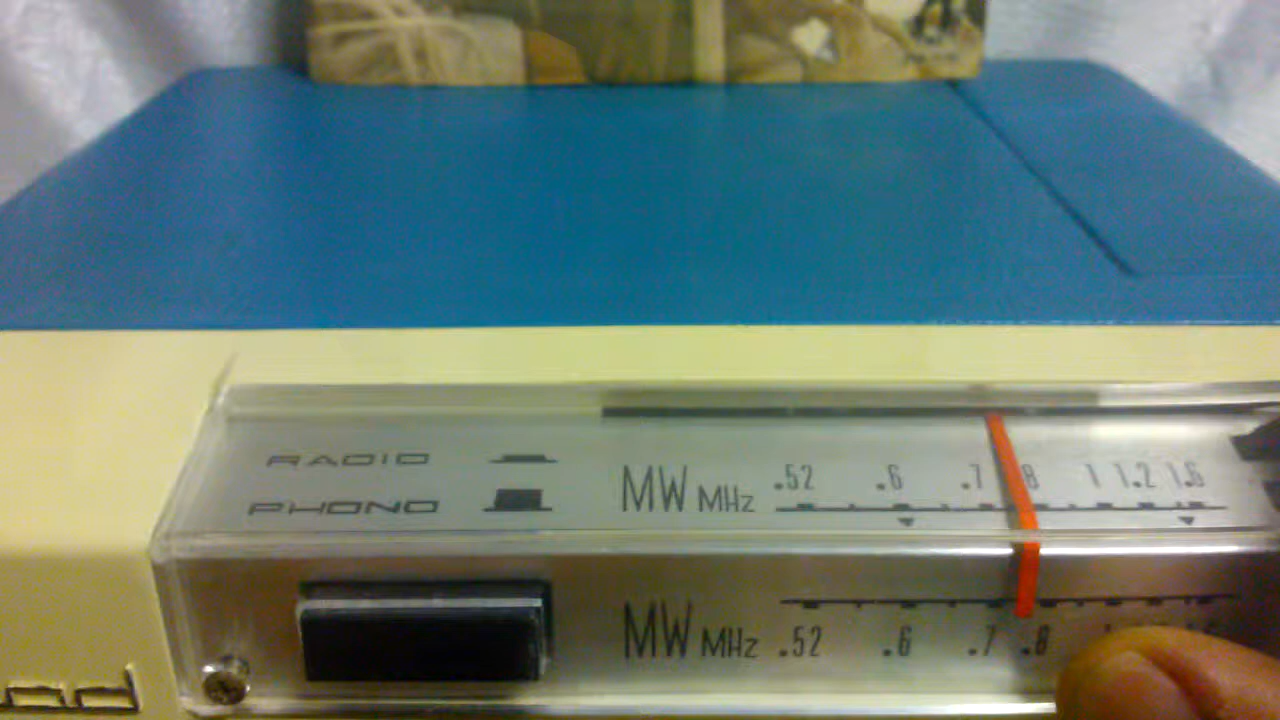 RADIO
PHONO
MW MHz .52 .6 .7 .8 1 1.2 1.6
MW MHz .52 .6 .7 .8